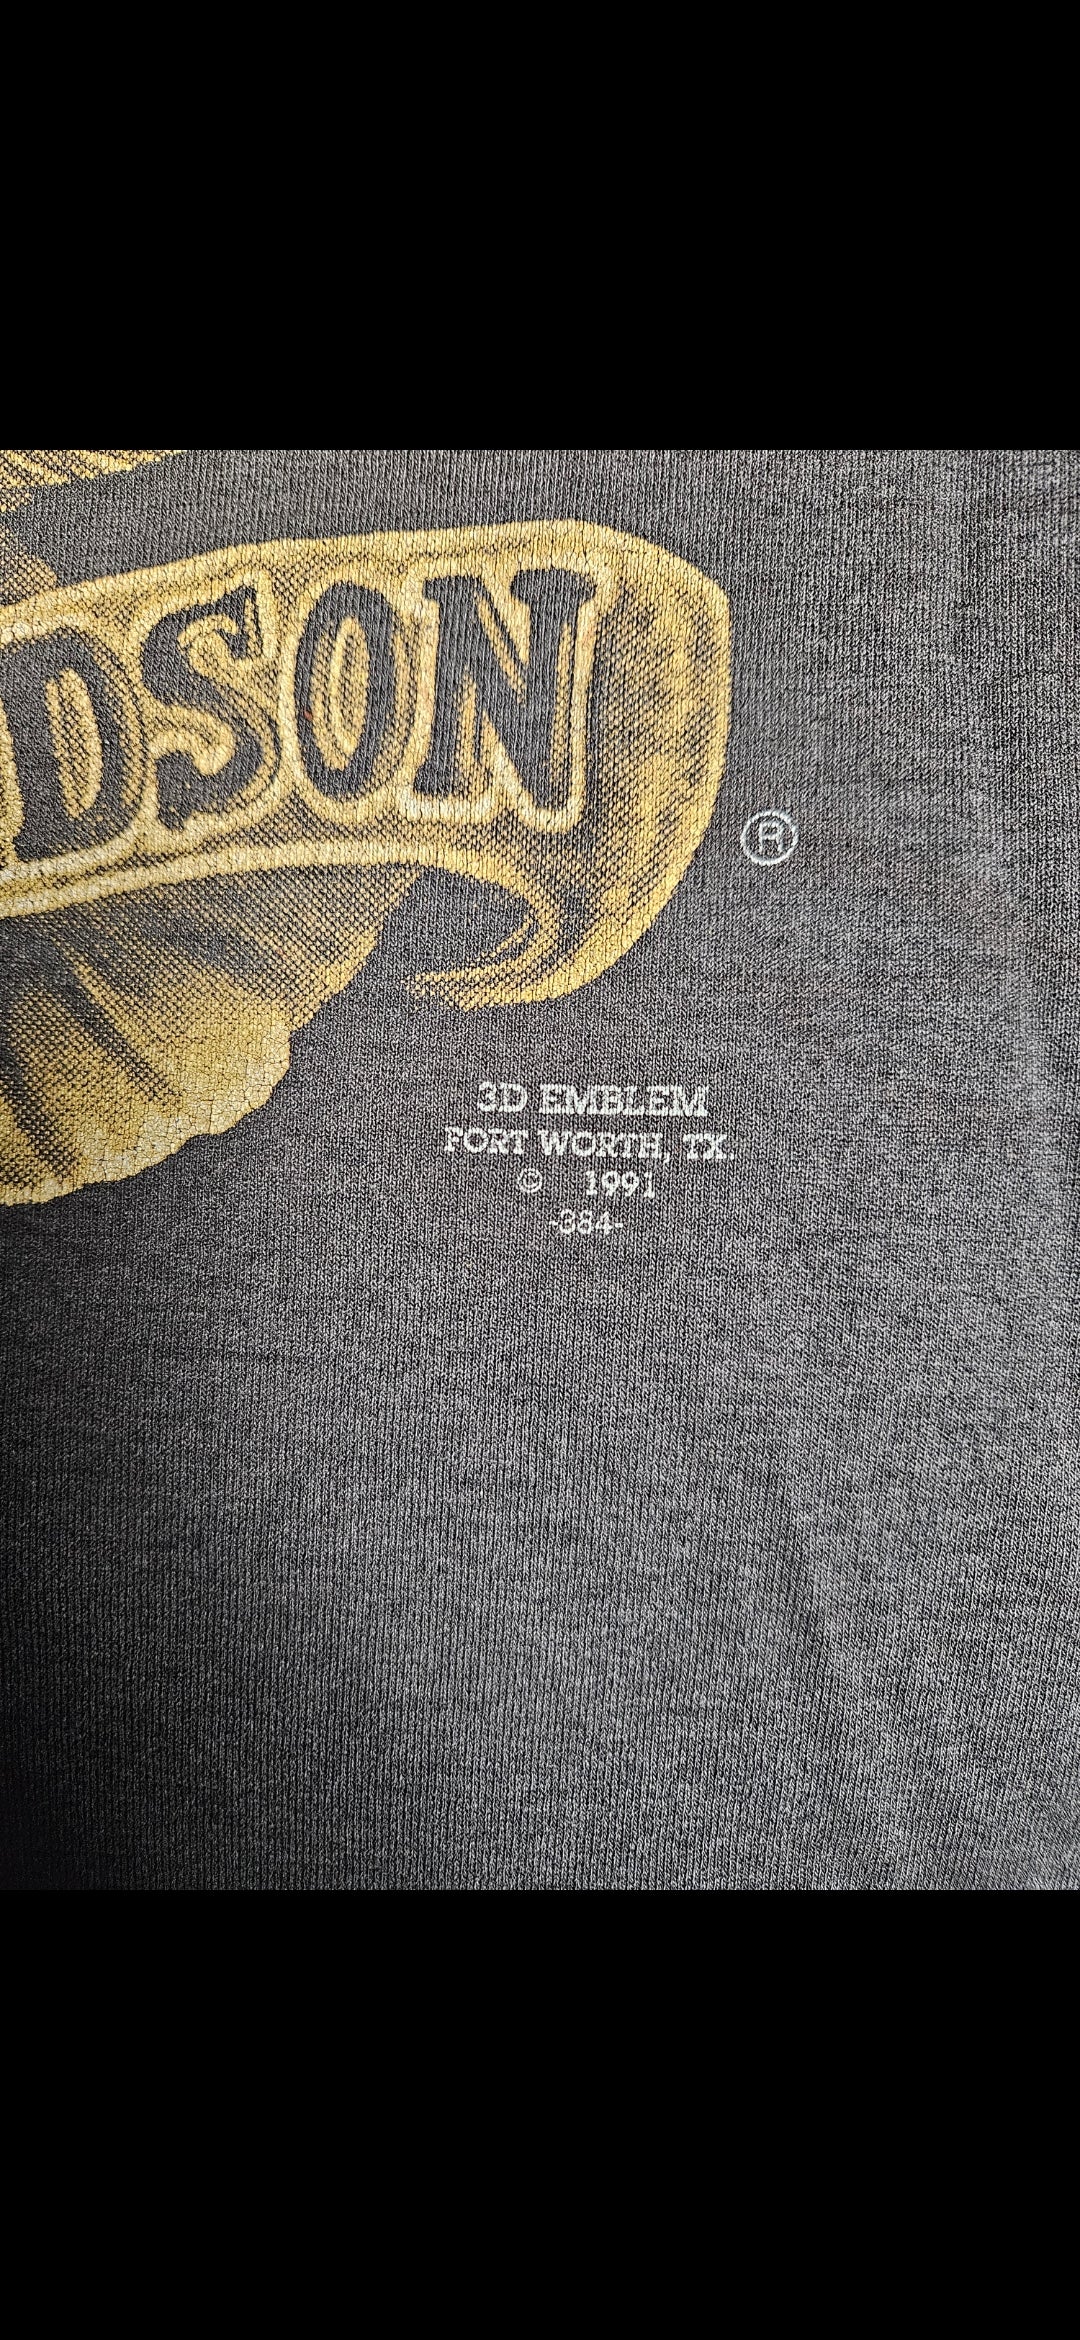 DSON
®
3D EMBLEM
FORT WORTH, TX.
© 1991
-384-